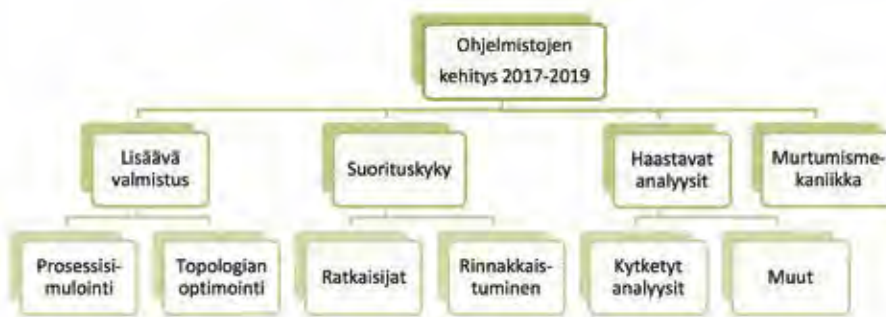 Ohjelmistojen
kehitys 2017-2019
Lisäävä
valmistus
Suorituskyky
Haastavat
analyysit
Murtumisme-
kaniikka
Prosessisi-
mulointi
Topologian
optimointi
Ratkaisijat
Rinnakkais-
tuminen
Kytketyt
analyysit
Muut